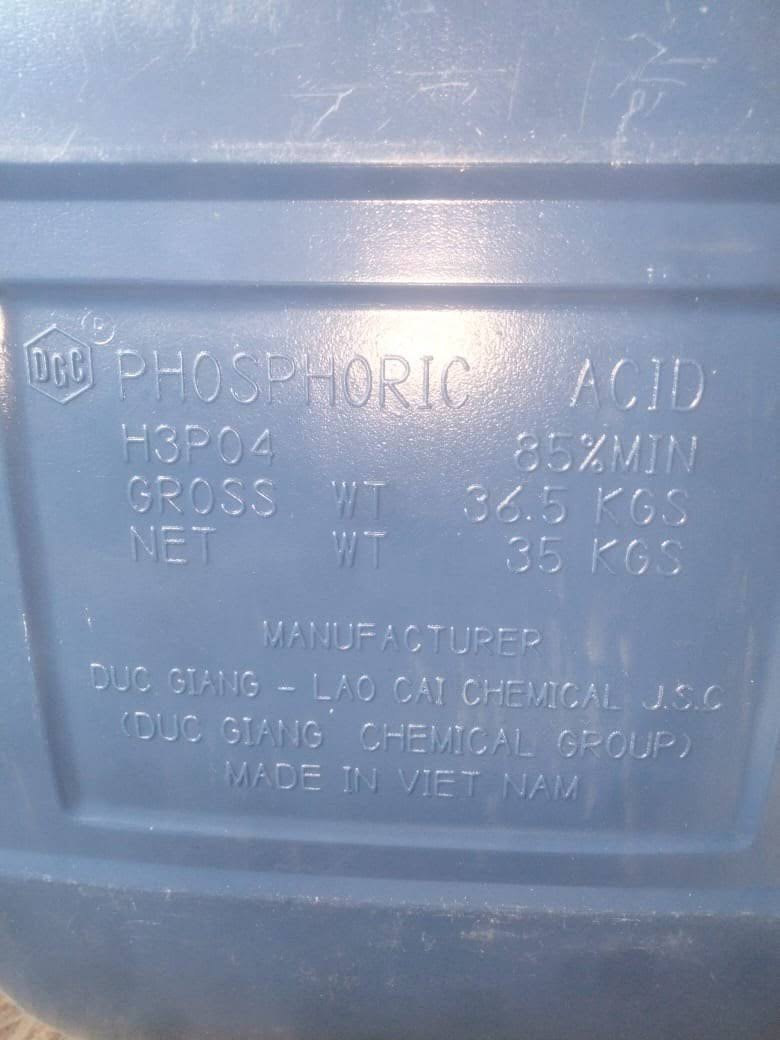 DGC ® PHOSPHORIC ACID
H3PO4 85%MIN
GROSS WT 36.5 KGS
NET WT 35 KGS
MANUFACTURER
DUC GIANG - LAO CAI CHEMICAL J.S.C
(DUC GIANG CHEMICAL GROUP)
MADE IN VIET NAM